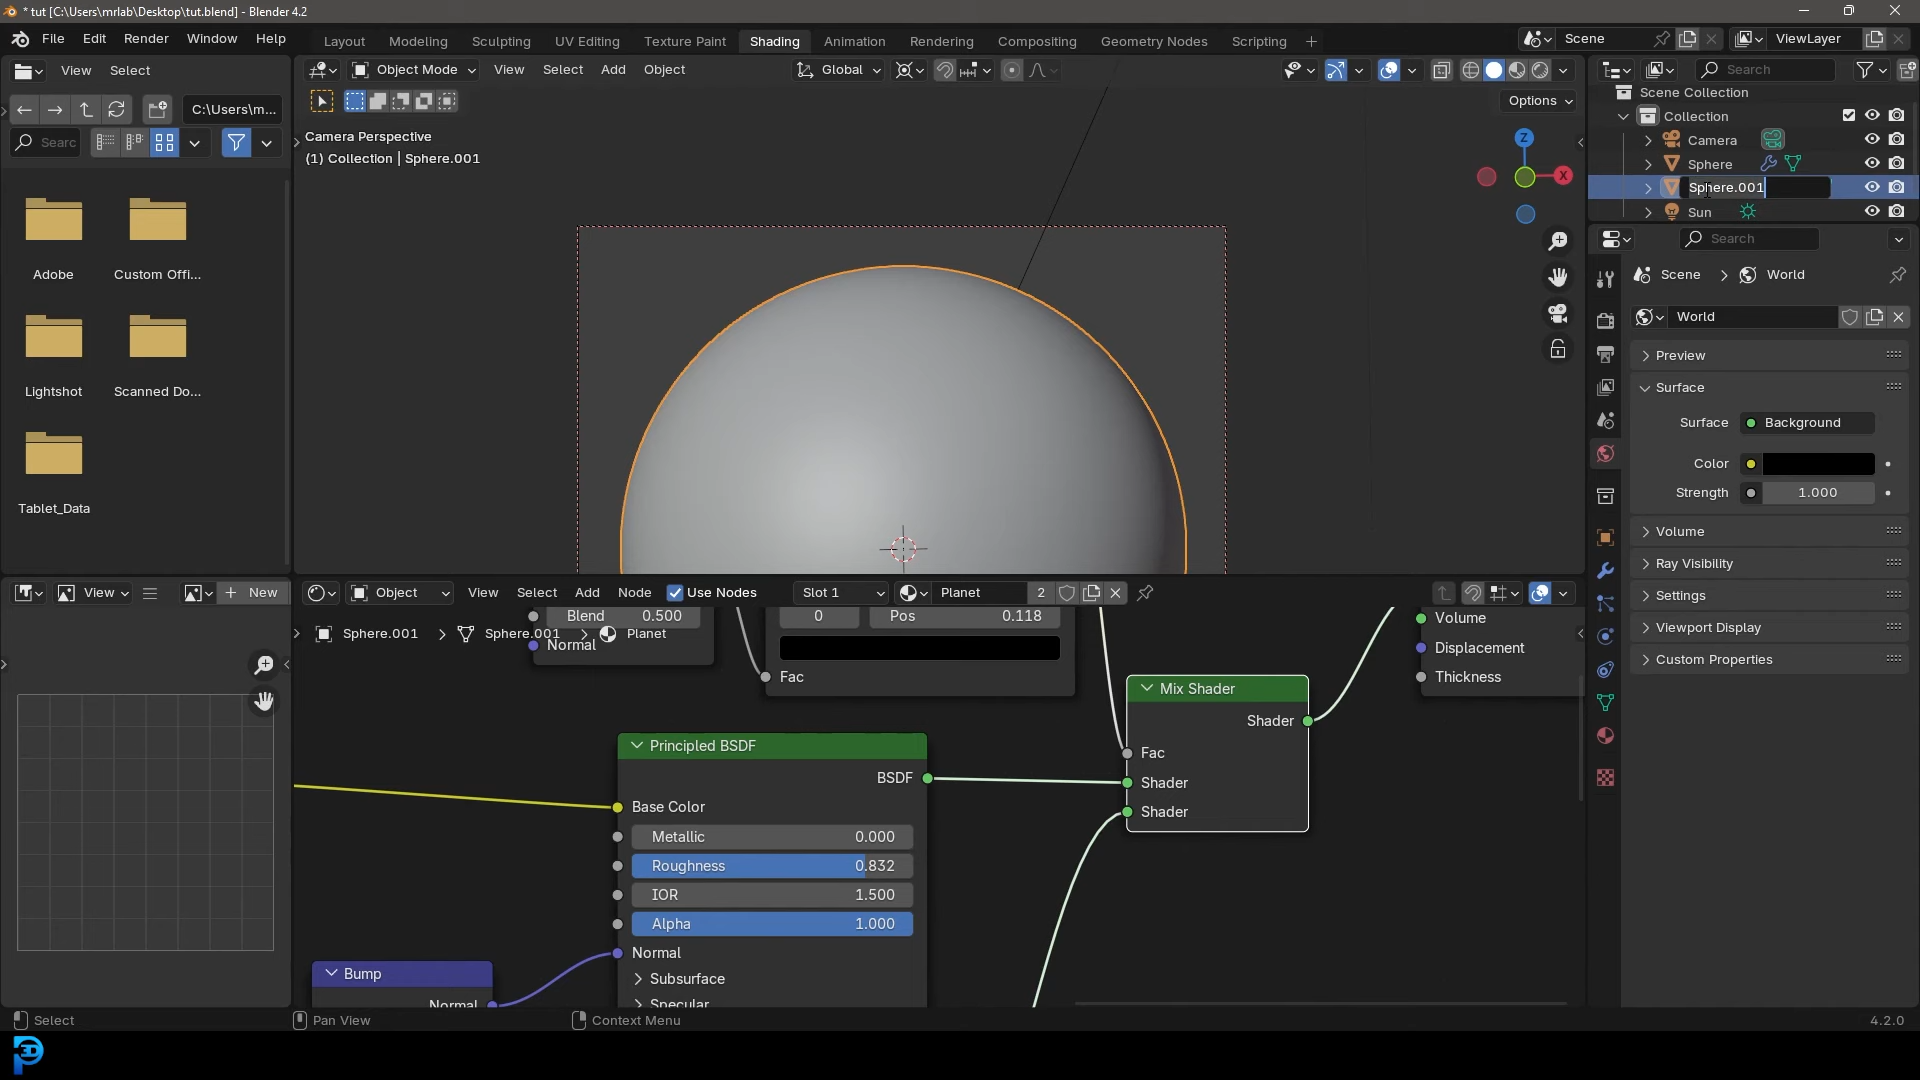 * tut [C:\Users\mrlab\Desktop\tut.blend] - Blender 4.2
File Edit Render Window Help
Layout Modeling Sculpting UV Editing Texture Paint Shading Animation Rendering Compositing Geometry Nodes Scripting +
Scene
ViewLayer
View Select
Object Mode View Select Add Object
Global
Search
C:\Users\m...
Searc
Options
Camera Perspective
(1) Collection | Sphere.001
Z
X
Adobe
Custom Offi...
Lightshot
Scanned Do...
Tablet_Data
Scene Collection
Collection
Camera
Sphere
Sphere.001
Sun
Search
Scene > World
World
Preview
Surface
Surface Background
Color
Strength 1.000
Volume
Ray Visibility
Settings
Viewport Display
Custom Properties
View + New
Object View Select Add Node Use Nodes Slot 1 Planet 2
Sphere.001 > Sphere.001 > Planet
Blend 0.500
Normal
0 Pos 0.118
Fac
Volume
Displacement
Thickness
Mix Shader
Shader
Fac
Shader
Shader
Principled BSDF
BSDF
Base Color
Metallic 0.000
Roughness 0.832
IOR 1.500
Alpha 1.000
Normal
Subsurface
Specular
Bump
Normal
Select Pan View Context Menu 4.2.0
3D